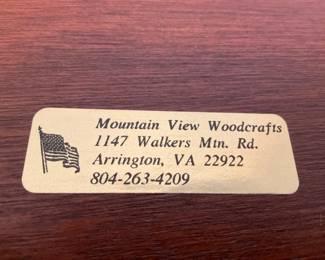 Mountain View Woodcrafts
1147 Walkers Mtn. Rd.
Arrington, VA 22922
804-263-4209